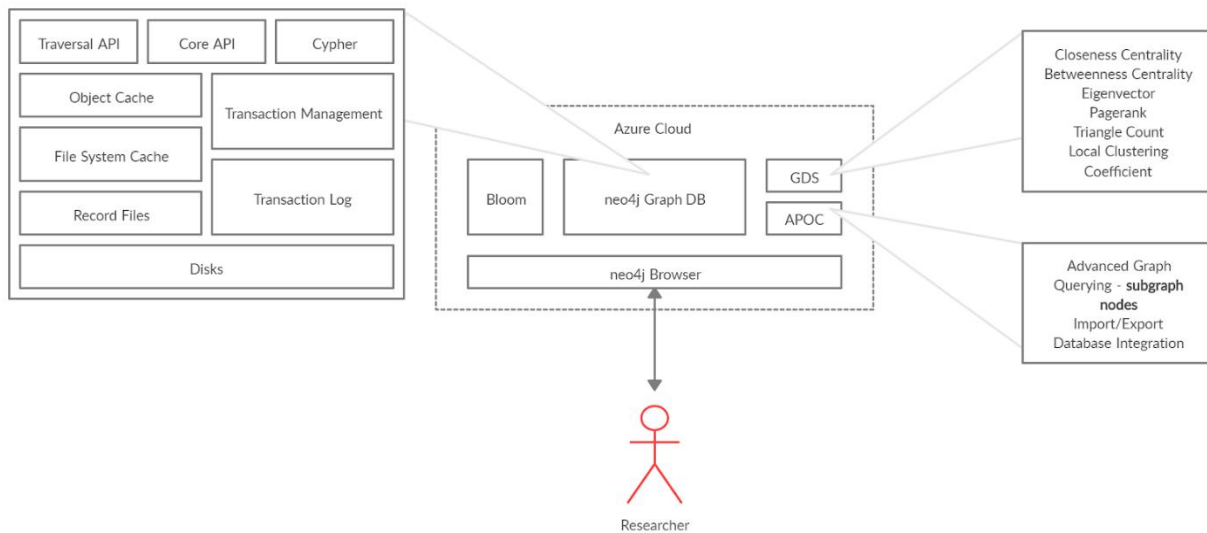 Traversal API
Core API
Cypher
Object Cache
Transaction Management
File System Cache
Transaction Log
Record Files
Disks
Azure Cloud
Bloom
neo4j Graph DB
GDS
APOC
neo4j Browser
Closeness Centrality
Betweenness Centrality
Eigenvector
Pagerank
Triangle Count
Local Clustering
Coefficient
Advanced Graph
Querying - subgraph
nodes
Import/Export
Database Integration
Researcher